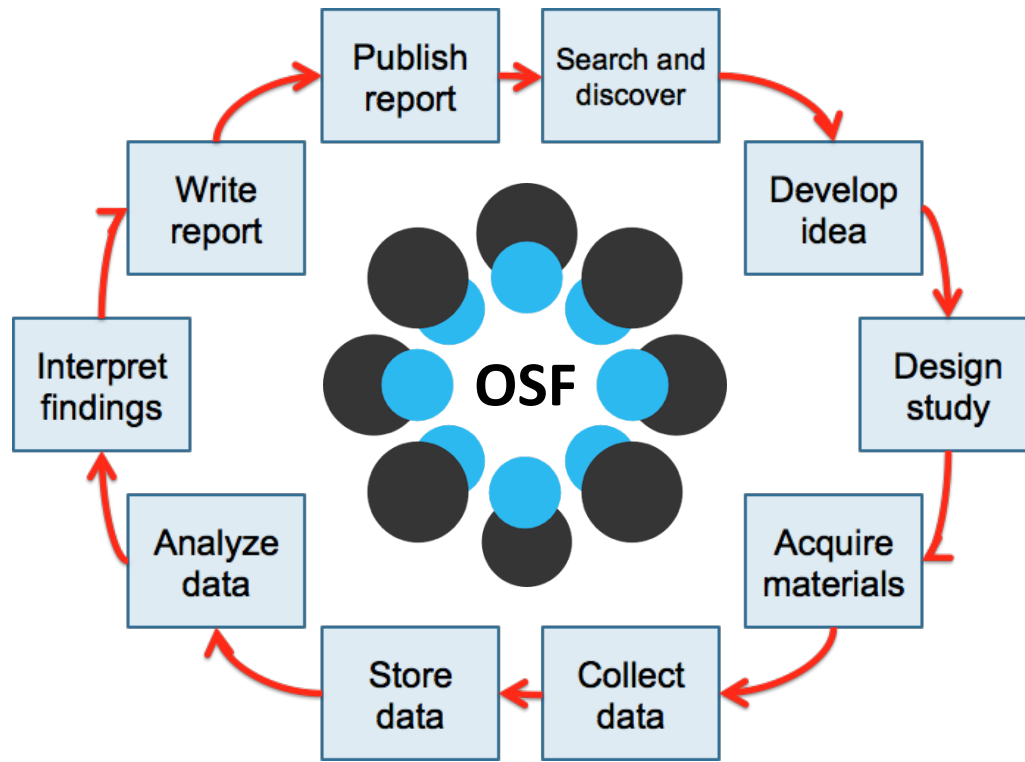 Publish
report
Search and
discover
Develop
idea
Design
study
Acquire
materials
Collect
data
Store
data
Analyze
data
Interpret
findings
Write
report
OSF